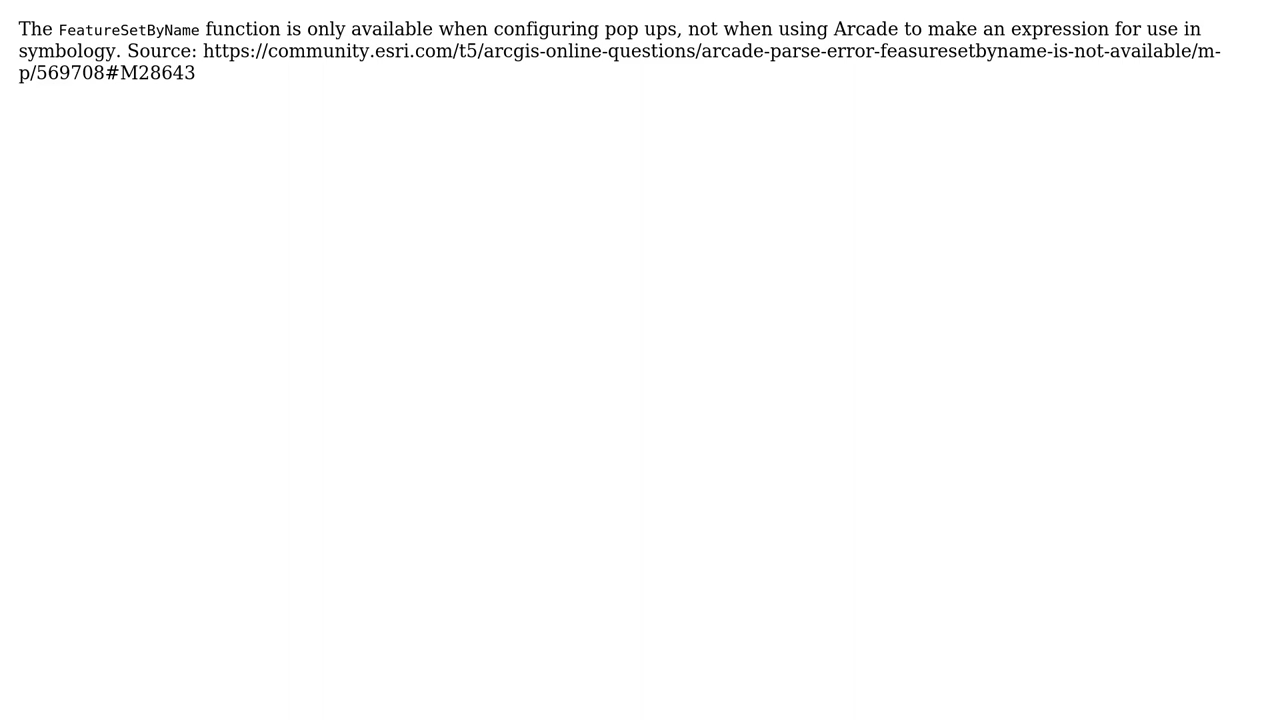 The FeatureSetByName function is only available when configuring pop ups, not when using Arcade to make an expression for use in
symbology. Source: https://community.esri.com/t5/arcgis-online-questions/arcade-parse-error-feasuresetbyname-is-not-available/m-
p/569708#M28643